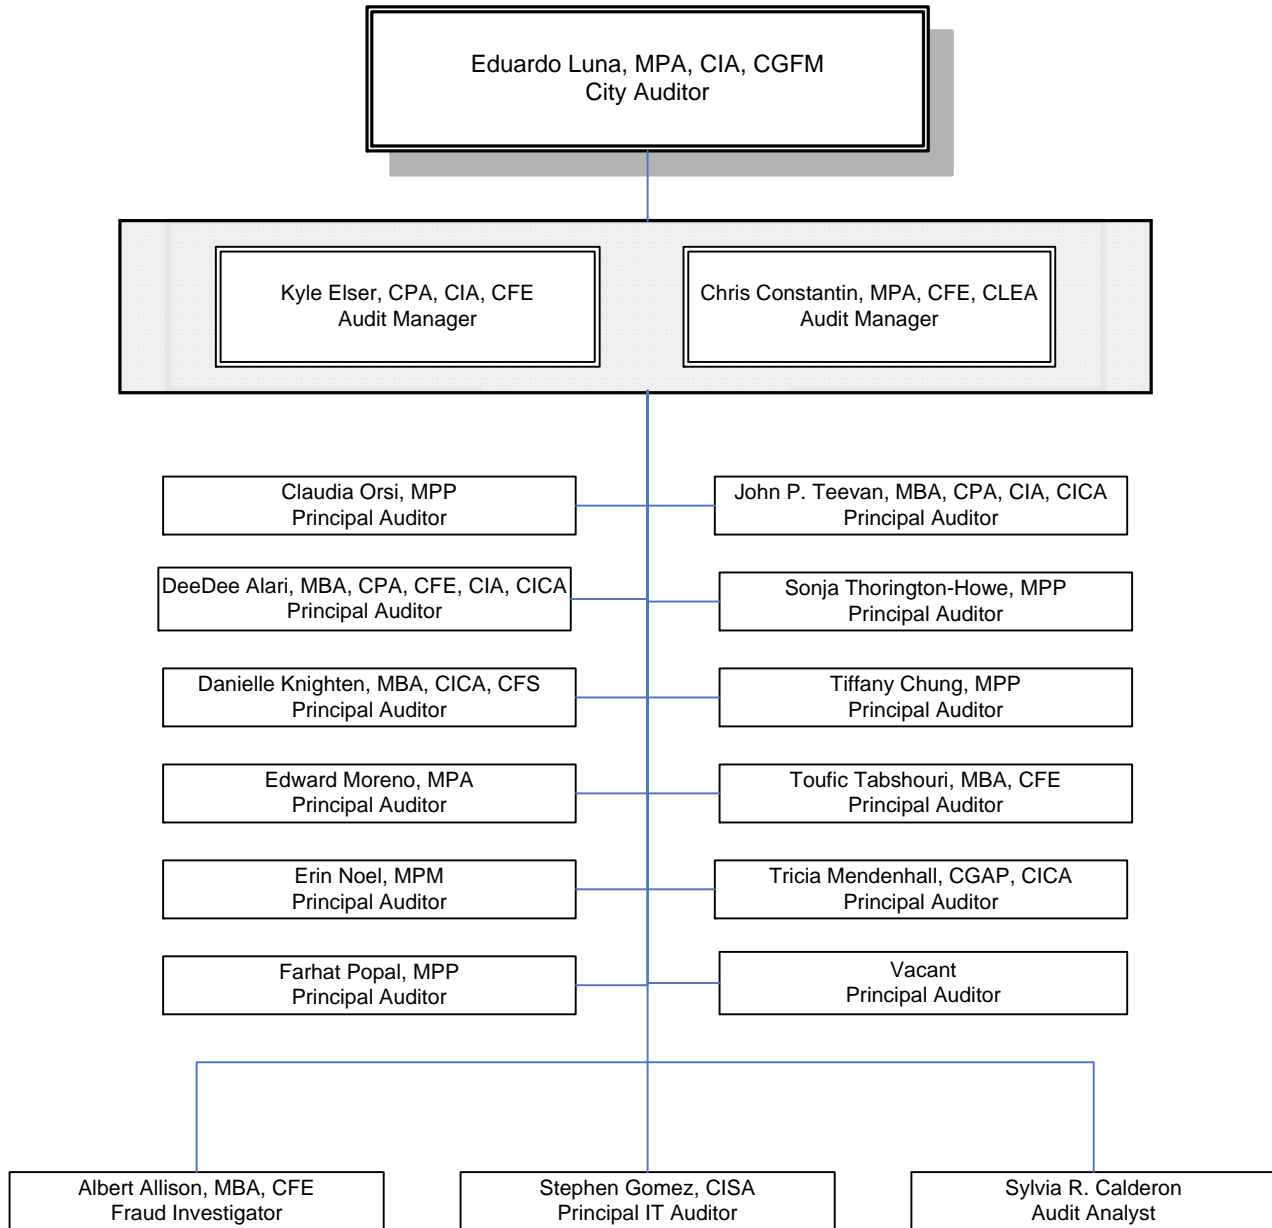 Eduardo Luna, MPA, CIA, CGFM
City Auditor
Kyle Elser, CPA, CIA, CFE
Audit Manager
Chris Constantin, MPA, CFE, CLEA
Audit Manager
Claudia Orsi, MPP
Principal Auditor
John P. Teevan, MBA, CPA, CIA, CICA
Principal Auditor
DeeDee Alari, MBA, CPA, CFE, CIA, CICA
Principal Auditor
Sonja Thorington-Howe, MPP
Principal Auditor
Danielle Knighten, MBA, CICA, CFS
Principal Auditor
Tiffany Chung, MPP
Principal Auditor
Edward Moreno, MPA
Principal Auditor
Toufic Tabshouri, MBA, CFE
Principal Auditor
Erin Noel, MPM
Principal Auditor
Tricia Mendenhall, CGAP, CICA
Principal Auditor
Farhat Popal, MPP
Principal Auditor
Vacant
Principal Auditor
Albert Allison, MBA, CFE
Fraud Investigator
Stephen Gomez, CISA
Principal IT Auditor
Sylvia R. Calderon
Audit Analyst